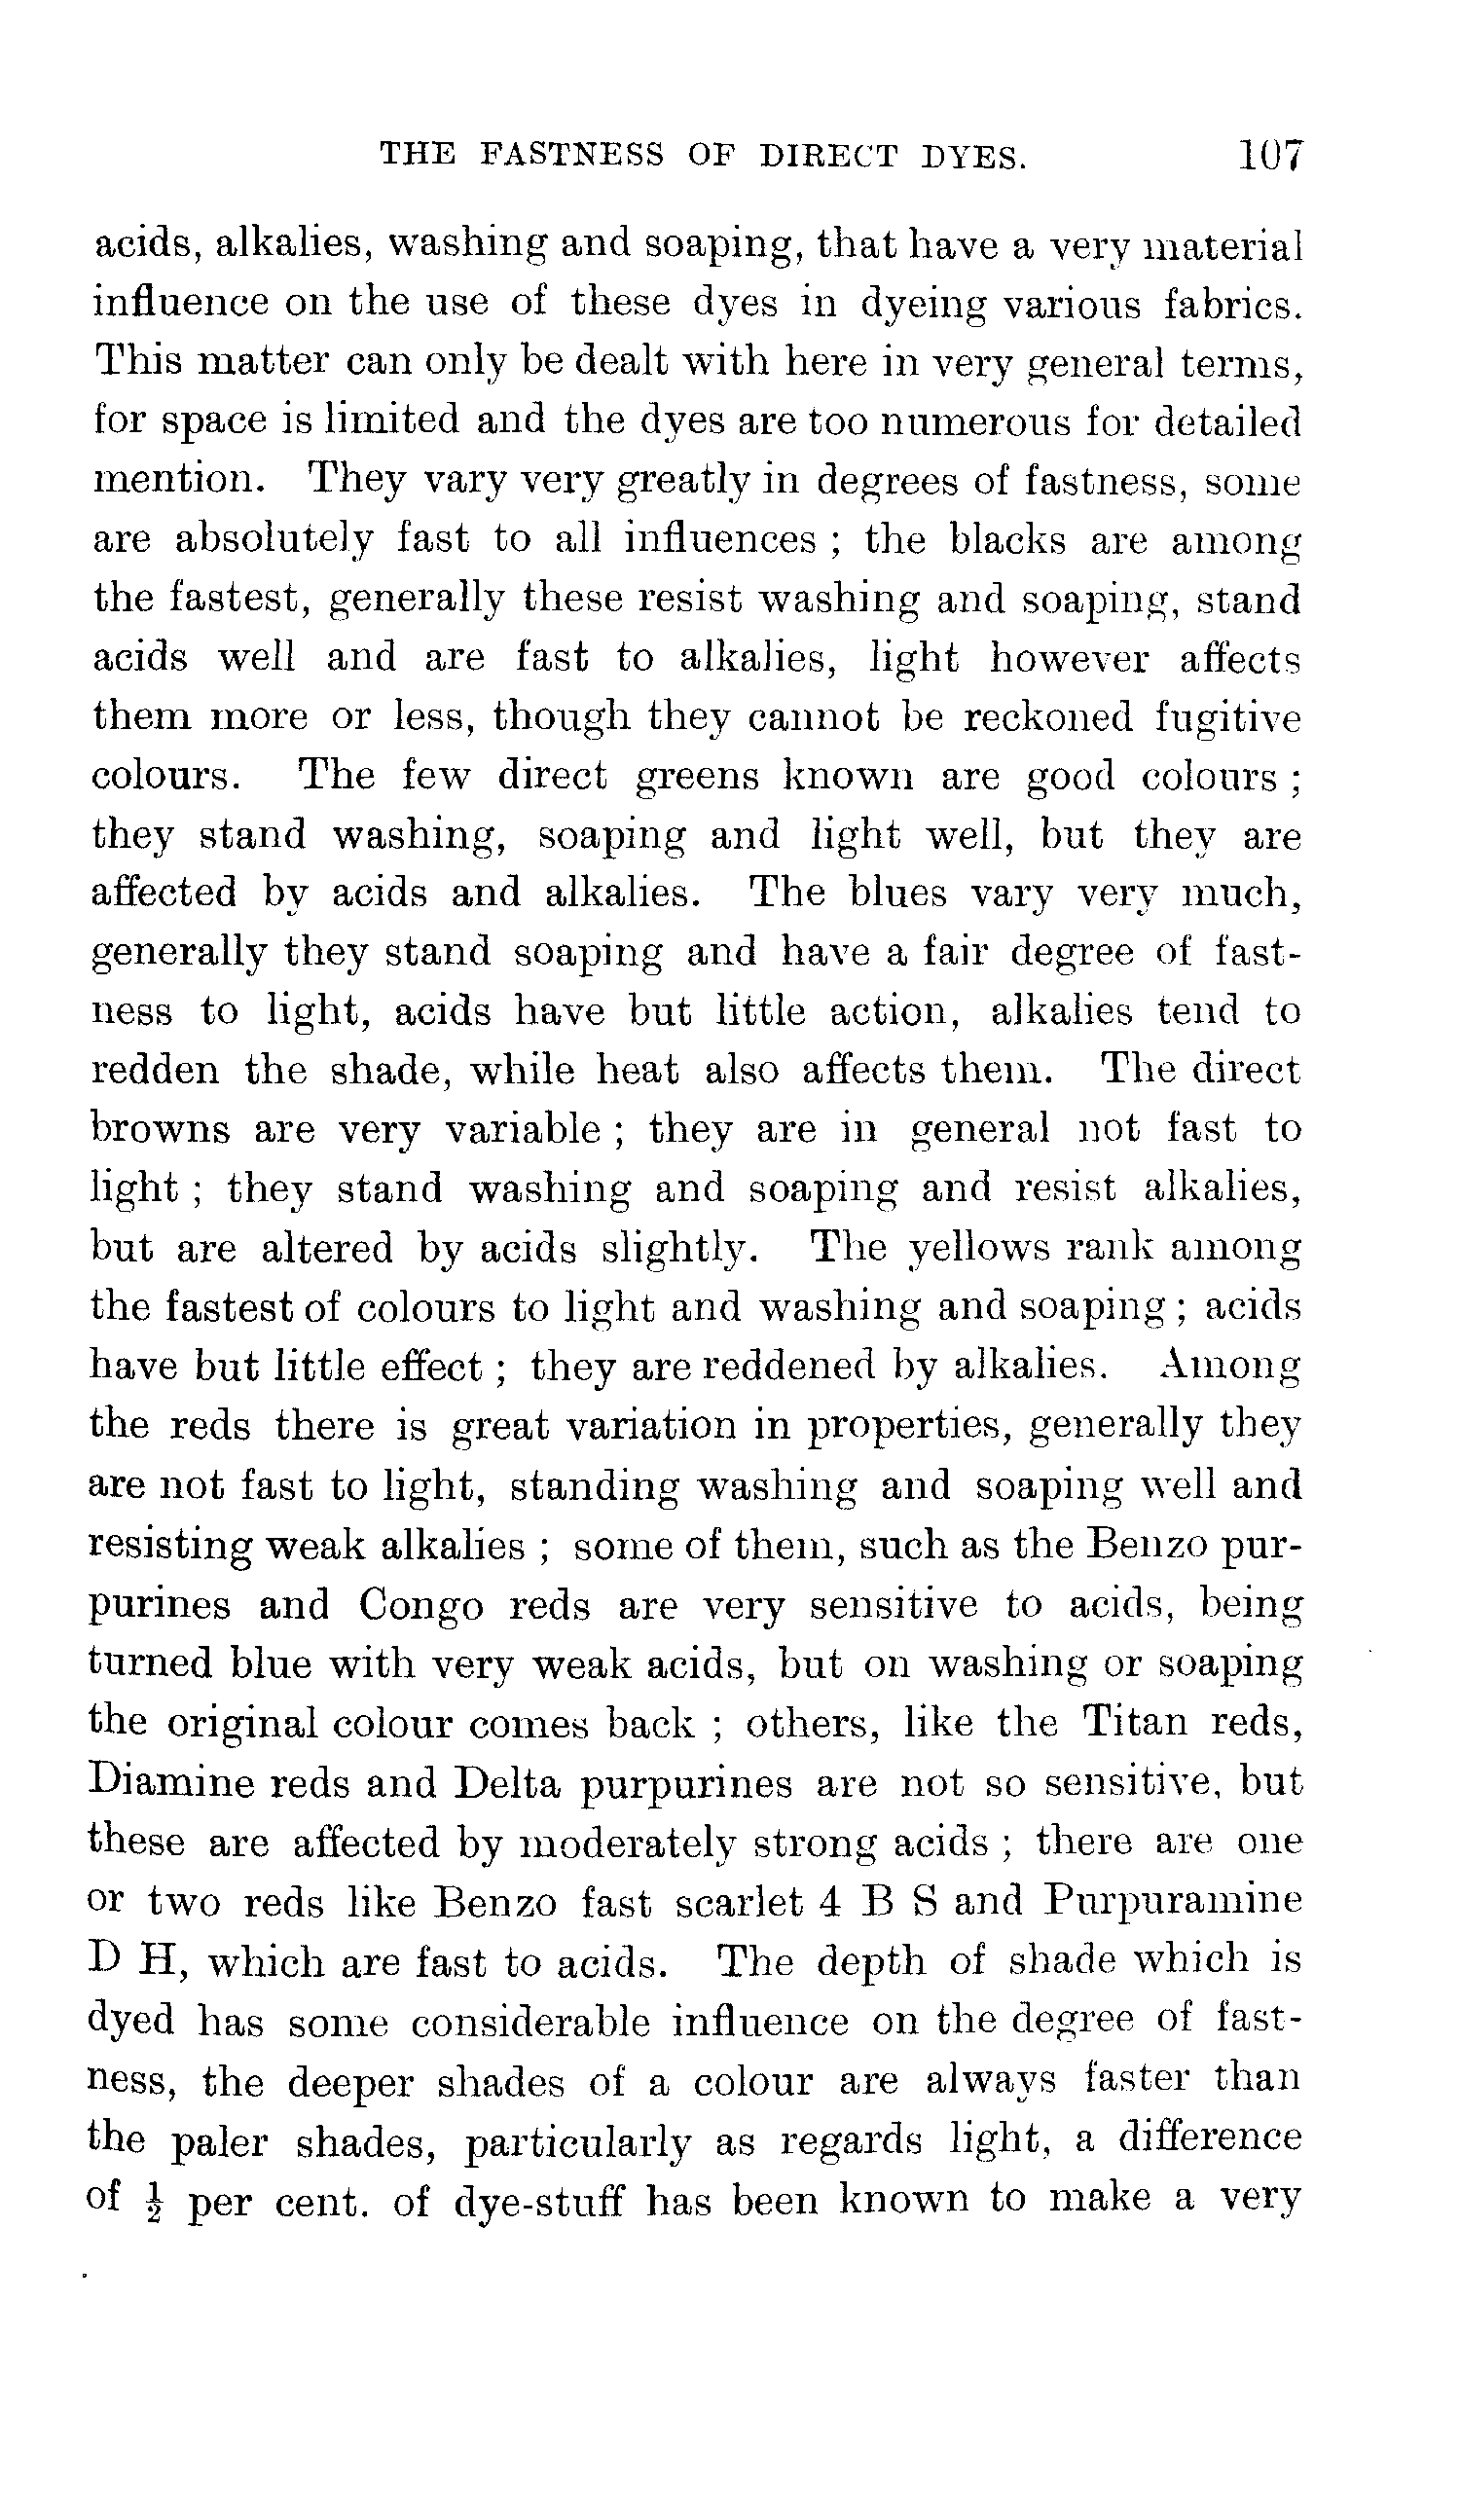 THE FASTNESS OF DIRECT DYES. 107
acids, alkalies, washing and soaping, that have a very material
influence on the use of these dyes in dyeing various fabrics.
This matter can only be dealt with here in very general terms,
for space is limited and the dyes are too numerous for detailed
mention. They vary very greatly in degrees of fastness, some
are absolutely fast to all influences ; the blacks are among
the fastest, generally these resist washing and soaping, stand
acids well and are fast to alkalies, light however affects
them more or less, though they cannot be reckoned fugitive
colours. The few direct greens known are good colours ;
they stand washing, soaping and light well, but they are
affected by acids and alkalies. The blues vary very much,
generally they stand soaping and have a fair degree of fast-
ness to light, acids have but little action, alkalies tend to
redden the shade, while heat also affects them. The direct
browns are very variable ; they are in general not fast to
light ; they stand washing and soaping and resist alkalies,
but are altered by acids slightly. The yellows rank among
the fastest of colours to light and washing and soaping ; acids
have but little effect ; they are reddened by alkalies. Among
the reds there is great variation in properties, generally they
are not fast to light, standing washing and soaping well and
resisting weak alkalies ; some of them, such as the Benzo pur-
purines and Congo reds are very sensitive to acids, being
turned blue with very weak acids, but on washing or soaping
the original colour comes back ; others, like the Titan reds,
Diamine reds and Delta purpurines are not so sensitive, but
these are affected by moderately strong acids ; there are one
or two reds like Benzo fast scarlet 4 B S and Purpuramine
D H, which are fast to acids. The depth of shade which is
dyed has some considerable influence on the degree of fast-
ness, the deeper shades of a colour are always faster than
the paler shades, particularly as regards light, a difference
of ½ per cent. of dye-stuff has been known to make a very